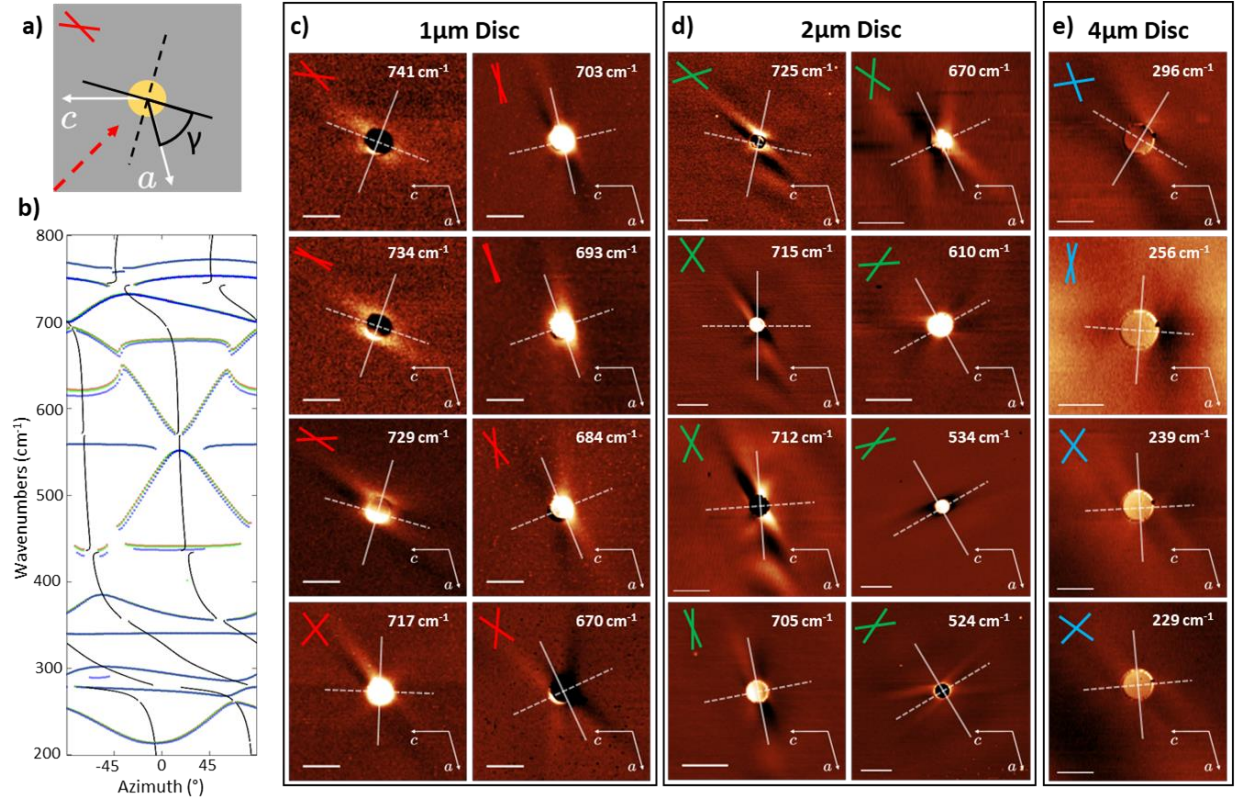 a)
c
a
γ
b)
Wavenumbers (cm-1)
800
700
600
500
400
300
200
-45
0
45
Azimuth (°)
c)
1μm Disc
741 cm-1
c
a
703 cm-1
c
a
734 cm-1
c
a
693 cm-1
c
a
729 cm-1
c
a
684 cm-1
c
a
717 cm-1
c
a
670 cm-1
c
a
d)
2μm Disc
725 cm-1
c
a
670 cm-1
c
a
715 cm-1
c
a
610 cm-1
c
a
712 cm-1
c
a
534 cm-1
c
a
705 cm-1
c
a
524 cm-1
c
a
e)
4μm Disc
296 cm-1
c
a
256 cm-1
c
a
239 cm-1
c
a
229 cm-1
c
a